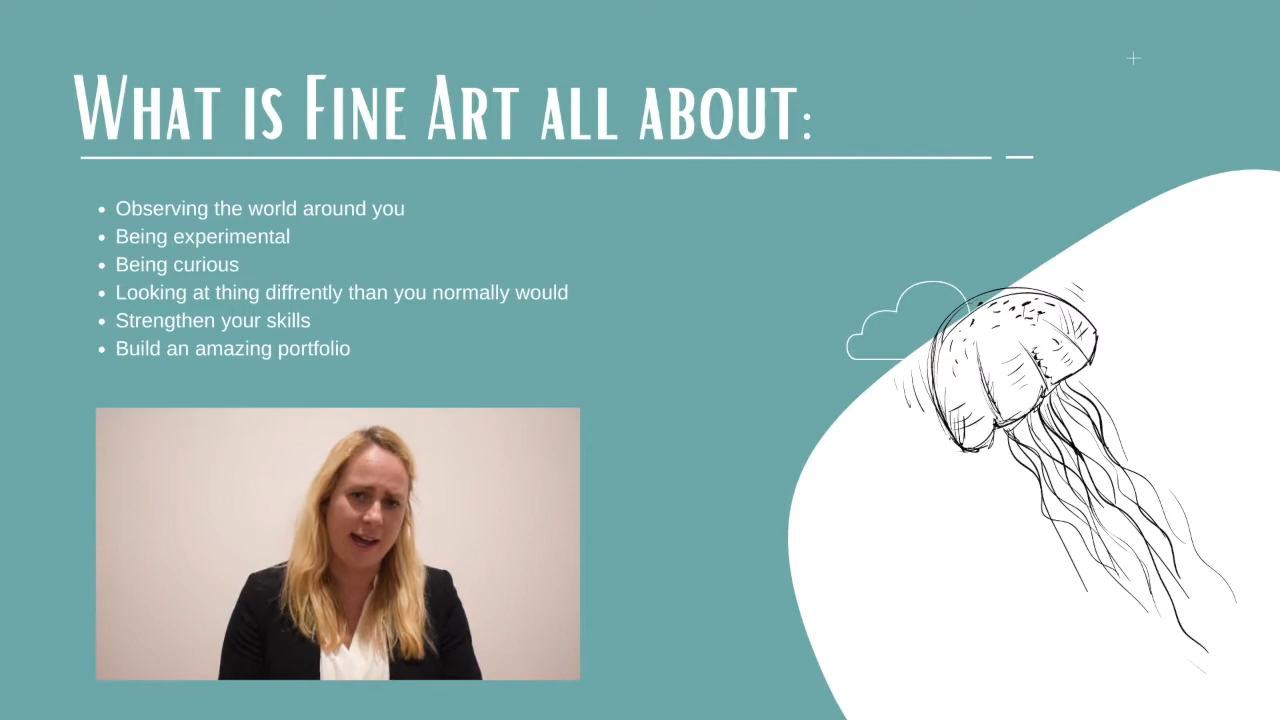 What is Fine Art all about:
• Observing the world around you
• Being experimental
• Being curious
• Looking at thing diffrently than you normally would
• Strengthen your skills
• Build an amazing portfolio